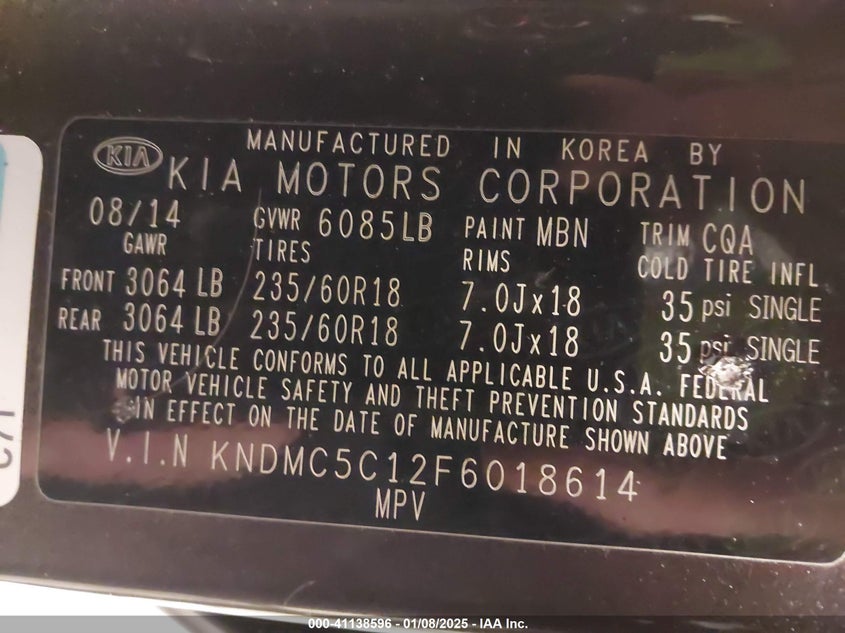 MANUFACTURED IN KOREA BY
KIA KIA MOTORS CORPORATION
08/14 GVWR 6085LB PAINT MBN TRIM CQA
GAWR TIRES RIMS COLD TIRE INFL
FRONT 3064 LB 235/60R18 7.0Jx18 35 psi SINGLE
REAR 3064 LB 235/60R18 7.0Jx18 35 psi SINGLE
THIS VEHICLE CONFORMS TO ALL APPLICABLE U.S.A. FEDERAL
MOTOR VEHICLE SAFETY AND THEFT PREVENTION STANDARDS
IN EFFECT ON THE DATE OF MANUFACTURE SHOWN ABOVE
V.I.N KNDMC5C12F6018614
MPV
000-41138596 - 01/08/2025 - IAA Inc.